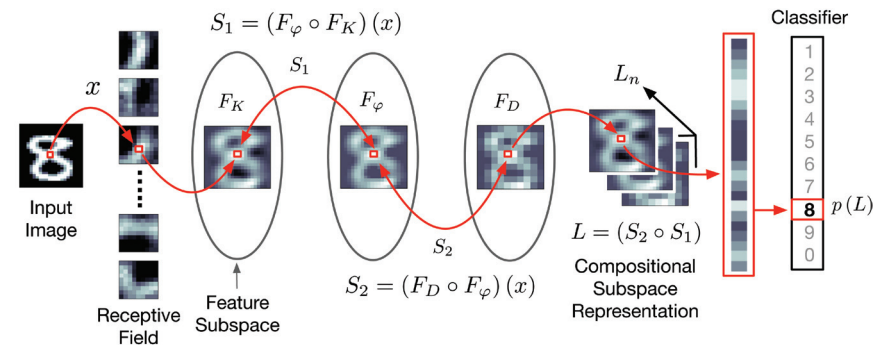 Classifier
S₁ = (F_φ ∘ F_K) (x)
x
S₁
L_n
F_K
F_φ
F_D
1
2
3
4
5
6
7
8
9
0
p (L)
Input
Image
S₂
L = (S₂ ∘ S₁)
S₂ = (F_D ∘ F_φ) (x)
Receptive
Field
Feature
Subspace
Compositional
Subspace
Representation